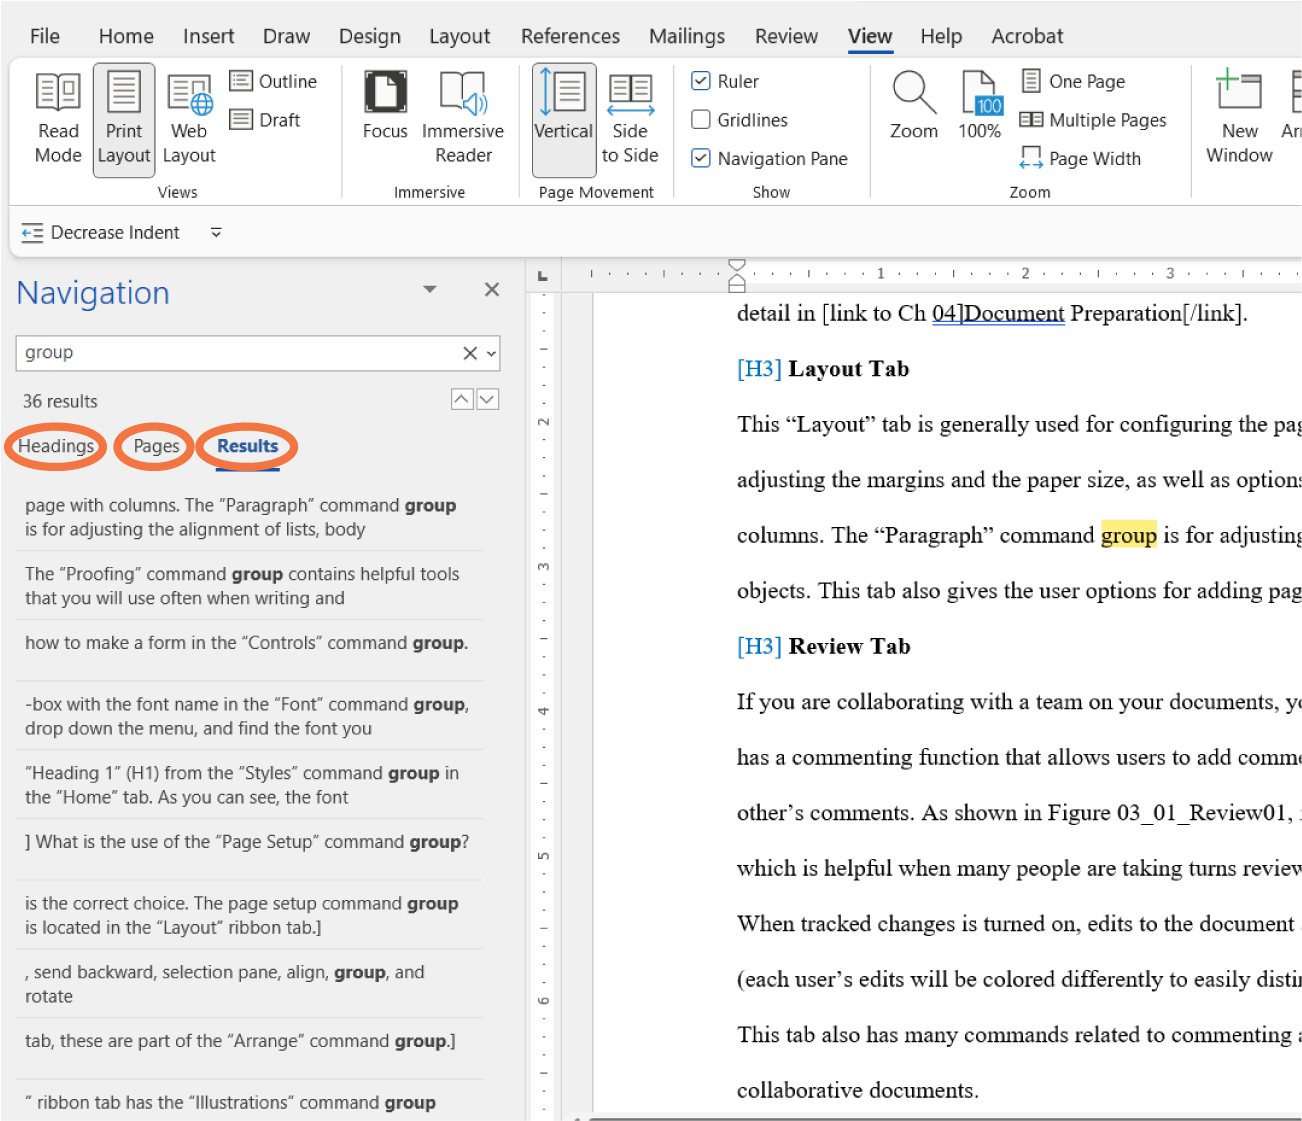 File Home Insert Draw Design Layout References Mailings Review View Help Acrobat
Read Mode
Print Layout
Web Layout
Outline
Draft
Views
Focus
Immersive Reader
Immersive
Vertical
Side to Side
Page Movement
Ruler
Gridlines
Navigation Pane
Show
Zoom
100
100%
One Page
Multiple Pages
Page Width
Zoom
New Window
Decrease Indent
Navigation
group
36 results
Headings Pages Results
page with columns. The “Paragraph” command group
is for adjusting the alignment of lists, body
The “Proofing” command group contains helpful tools
that you will use often when writing and
how to make a form in the “Controls” command group.
-box with the font name in the “Font” command group,
drop down the menu, and find the font you
“Heading 1” (H1) from the “Styles” command group in
the “Home” tab. As you can see, the font
] What is the use of the “Page Setup” command group?
is the correct choice. The page setup command group
is located in the “Layout” ribbon tab.]
, send backward, selection pane, align, group, and
rotate
tab, these are part of the “Arrange” command group.]
” ribbon tab has the “Illustrations” command group
1 2 3
2
3
4
5
6
detail in [link to Ch 04]Document Preparation[/link].
[H3] Layout Tab
This “Layout” tab is generally used for configuring the pag
adjusting the margins and the paper size, as well as options
columns. The “Paragraph” command group is for adjusting
objects. This tab also gives the user options for adding pag
[H3] Review Tab
If you are collaborating with a team on your documents, yo
has a commenting function that allows users to add comme
other’s comments. As shown in Figure 03_01_Review01,
which is helpful when many people are taking turns review
When tracked changes is turned on, edits to the document
(each user’s edits will be colored differently to easily distin
This tab also has many commands related to commenting a
collaborative documents.